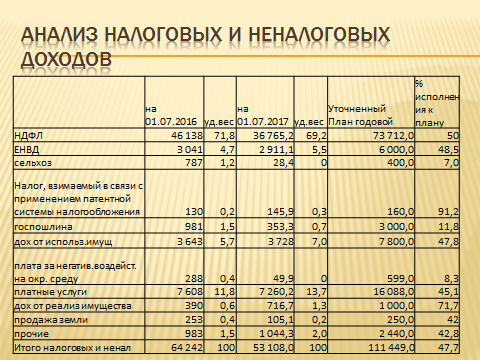 АНАЛИЗ НАЛОГОВЫХ И НЕНАЛОГОВЫХ
ДОХОДОВ
на 01.07.2016 уд.вес на 01.07.2017 уд.вес Уточненный План годовой % исполнен ия к плану
НДФЛ 46 138 71,8 36 765,2 69,2 73 712,0 50
ЕНВД 3 041 4,7 2 911,1 5,5 6 000,0 48,5
сельхоз 787 1,2 28,4 0 400,0 7,0
Налог, взимаемый в связи с
применением патентной
системы налогообложения 130 0,2 145,9 0,3 160,0 91,2
госпошлина 981 1,5 353,3 0,7 3 000,0 11,8
дох от использ.имущ 3 643 5,7 3 728 7,0 7 800,0 47,8
плата за негатив.воздейст.
на окр. среду 288 0,4 49,9 0 599,0 8,3
платные услуги 7 608 11,8 7 260,2 13,7 16 088,0 45,1
дох от реализ имущества 390 0,6 716,7 1,3 1 000,0 71,7
продажа земли 253 0,4 105,1 0,2 250,0 42
прочие 983 1,5 1 044,3 2,0 2 440,0 42,8
Итого налоговых и ненал 64 242 100 53 108,0 100 111 449,0 47,7